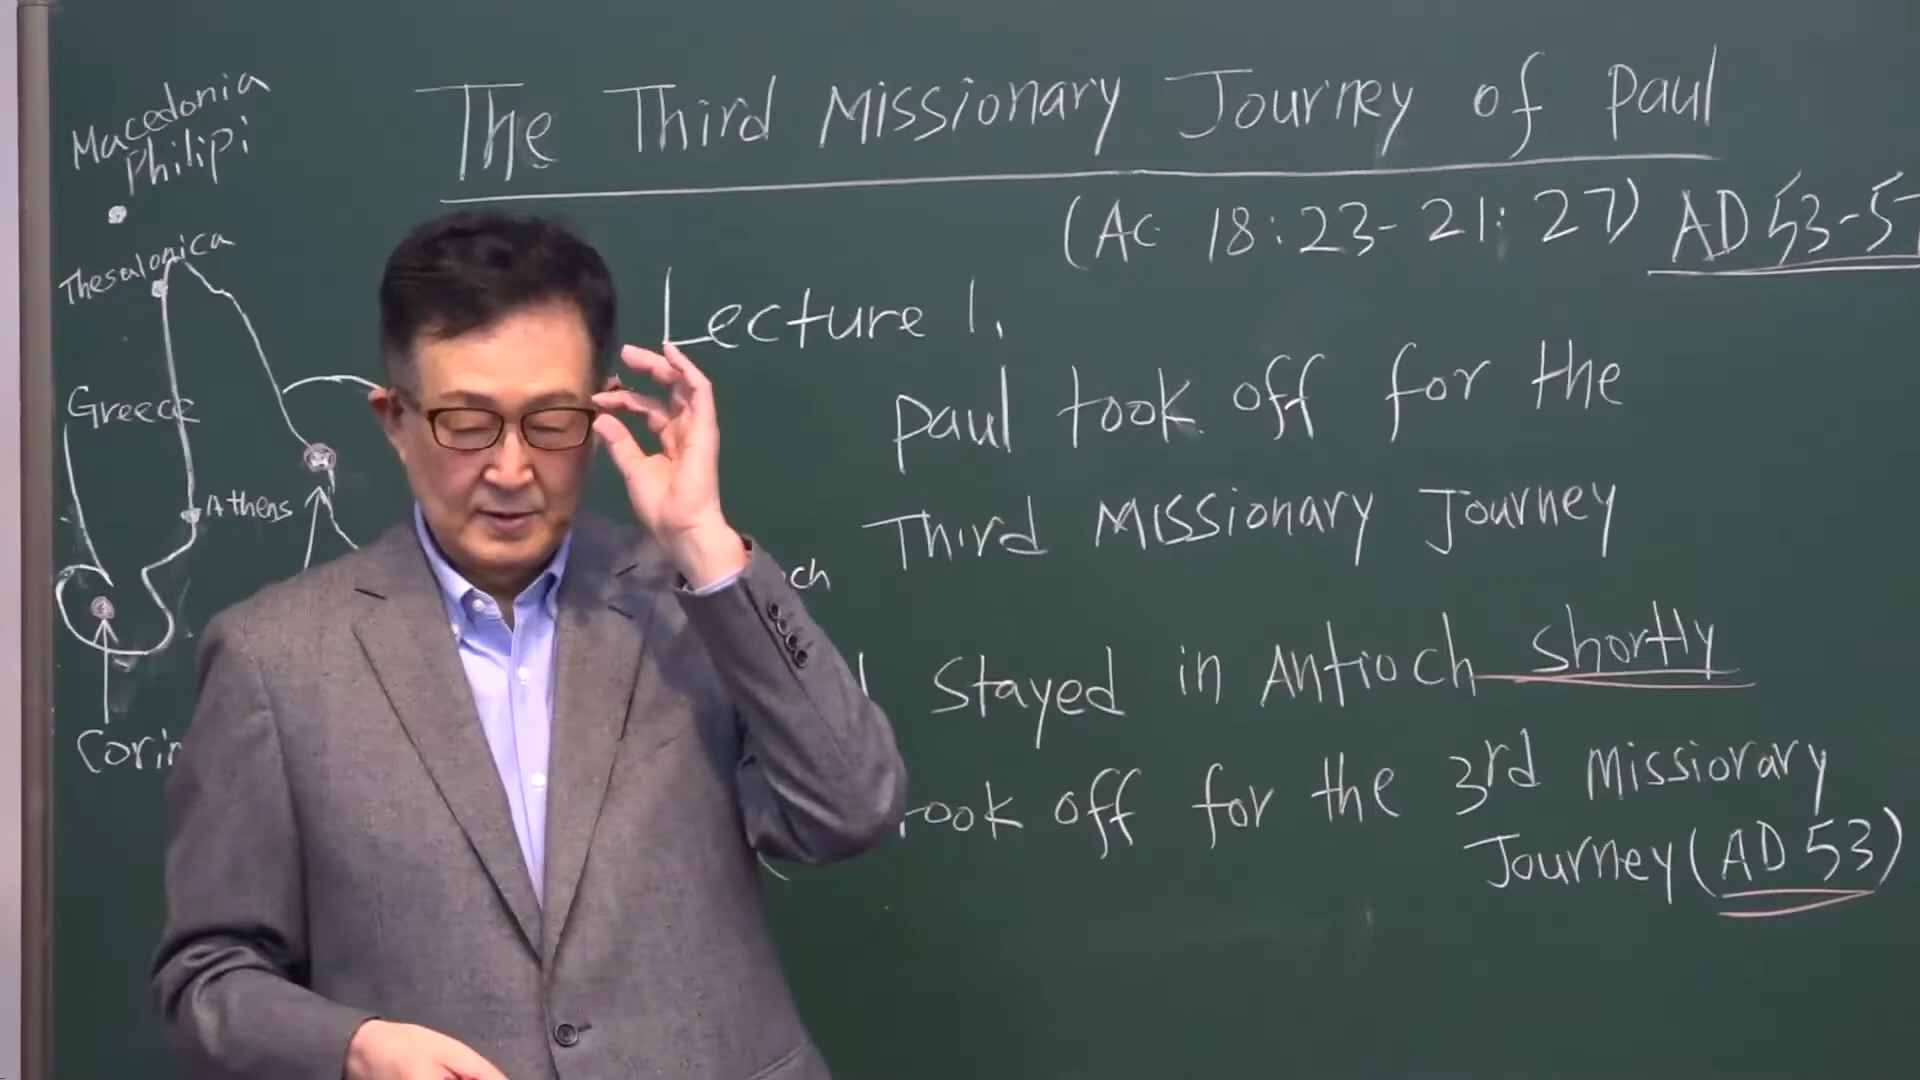 The Third Missionary Journey of Paul
(Ac 18:23-21:27) AD 53-5
Macedonia
Philipi
Thesalonica
Greece
Athens
Lecture 1.
Paul took off for the
Third Missionary Journey
Stayed in Antioch shortly
took off for the 3rd Missiorary
Journey (AD 53)